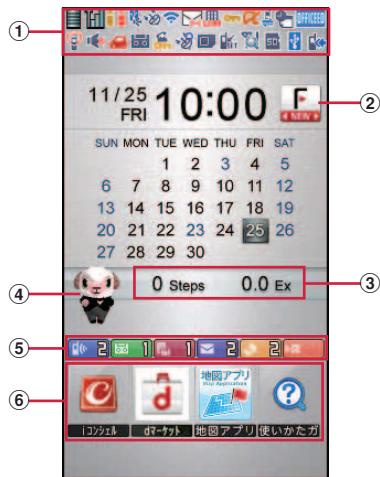 ①
OFFICEED
②
11/25
FRI
10:00
F
NEW
SUN MON TUE WED THU FRI SAT
1 2 3 4 5
6 7 8 9 10 11 12
13 14 15 16 17 18 19
20 21 22 23 24 25 26
27 28 29 30
③
④
0 Steps 0.0 Ex
⑤
2 1 1 2 2
⑥
地図アプリ
Map Application
iコンシェル dマーケット 地図アプリ 使いかたガ